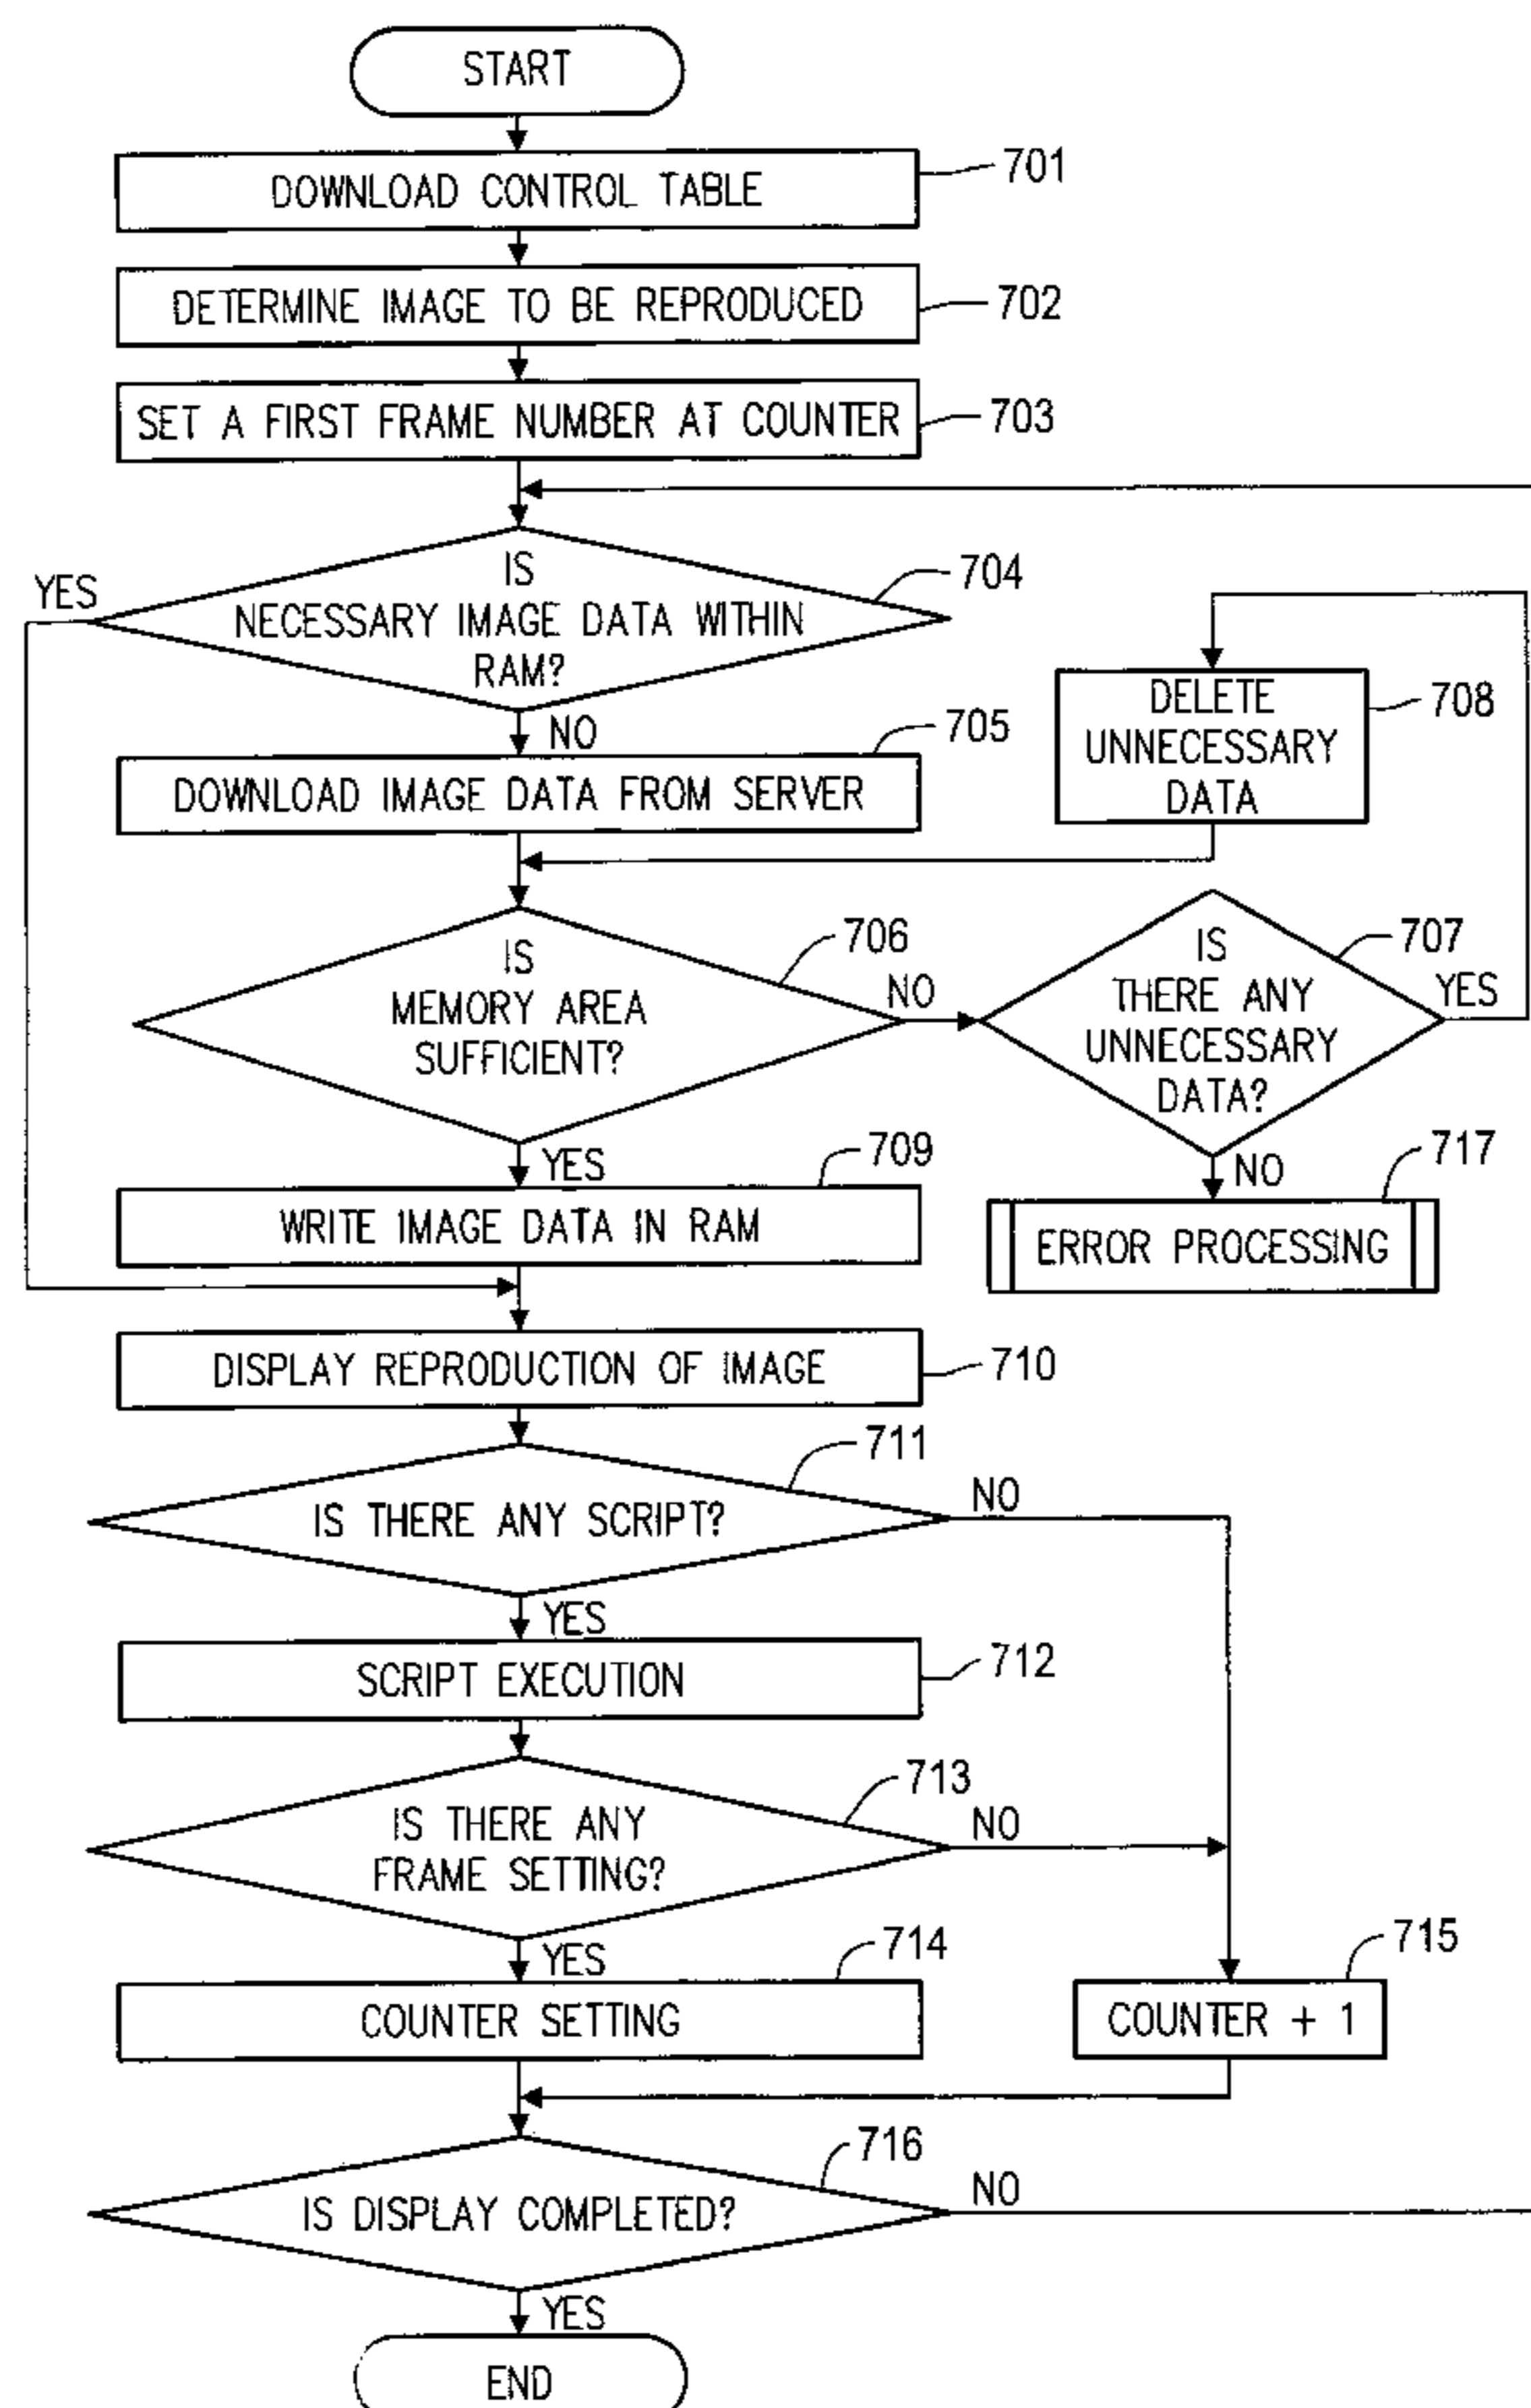 START
DOWNLOAD CONTROL TABLE
701
DETERMINE IMAGE TO BE REPRODUCED
702
SET A FIRST FRAME NUMBER AT COUNTER
703
YES
IS
NECESSARY IMAGE DATA WITHIN
RAM?
704
NO
705
DOWNLOAD IMAGE DATA FROM SERVER
DELETE
UNNECESSARY
DATA
708
IS
MEMORY AREA
SUFFICIENT?
706
NO
IS
THERE ANY
UNNECESSARY
DATA?
707
YES
YES
709
WRITE IMAGE DATA IN RAM
NO
717
ERROR PROCESSING
DISPLAY REPRODUCTION OF IMAGE
710
711
IS THERE ANY SCRIPT?
NO
YES
SCRIPT EXECUTION
712
713
IS THERE ANY
FRAME SETTING?
NO
YES
714
COUNTER SETTING
715
COUNTER + 1
716
IS DISPLAY COMPLETED?
NO
YES
END